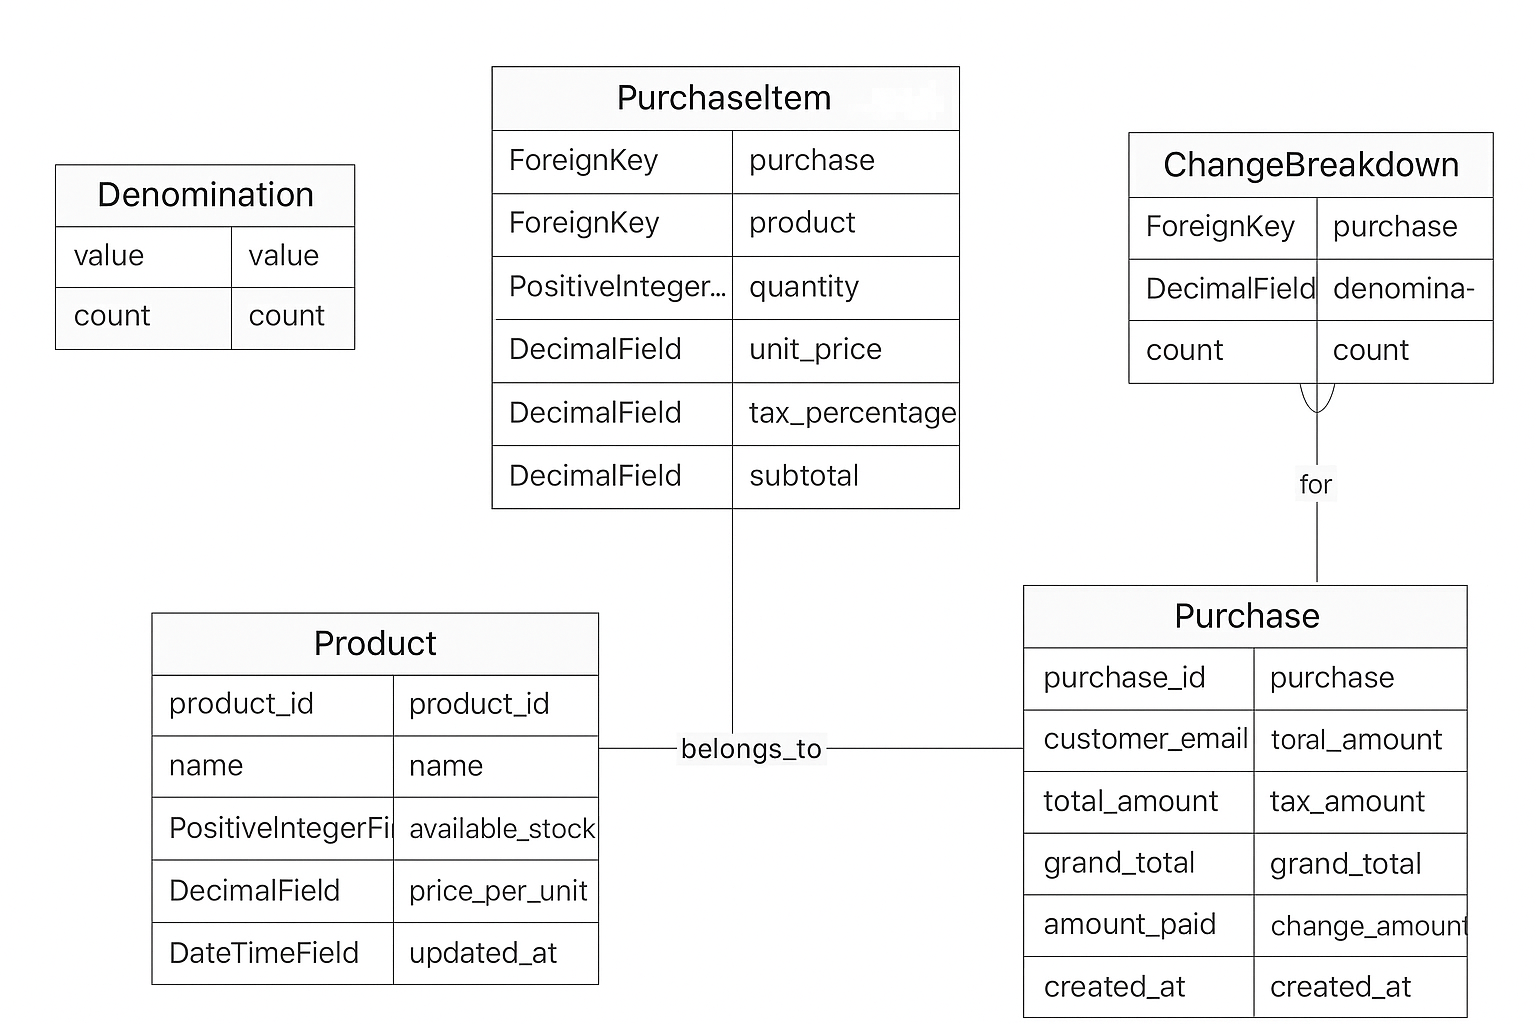 PurchaseItem
ForeignKey purchase
ForeignKey product
PositiveInteger... quantity
DecimalField unit_price
DecimalField tax_percentage
DecimalField subtotal
ChangeBreakdown
ForeignKey purchase
DecimalField denomina-
count count
Denomination
value value
count count
for
Product
product_id product_id
name name
PositiveIntegerFi available_stock
DecimalField price_per_unit
DateTimeField updated_at
belongs_to
Purchase
purchase_id purchase
customer_email toral_amount
total_amount tax_amount
grand_total grand_total
amount_paid change_amount
created_at created_at